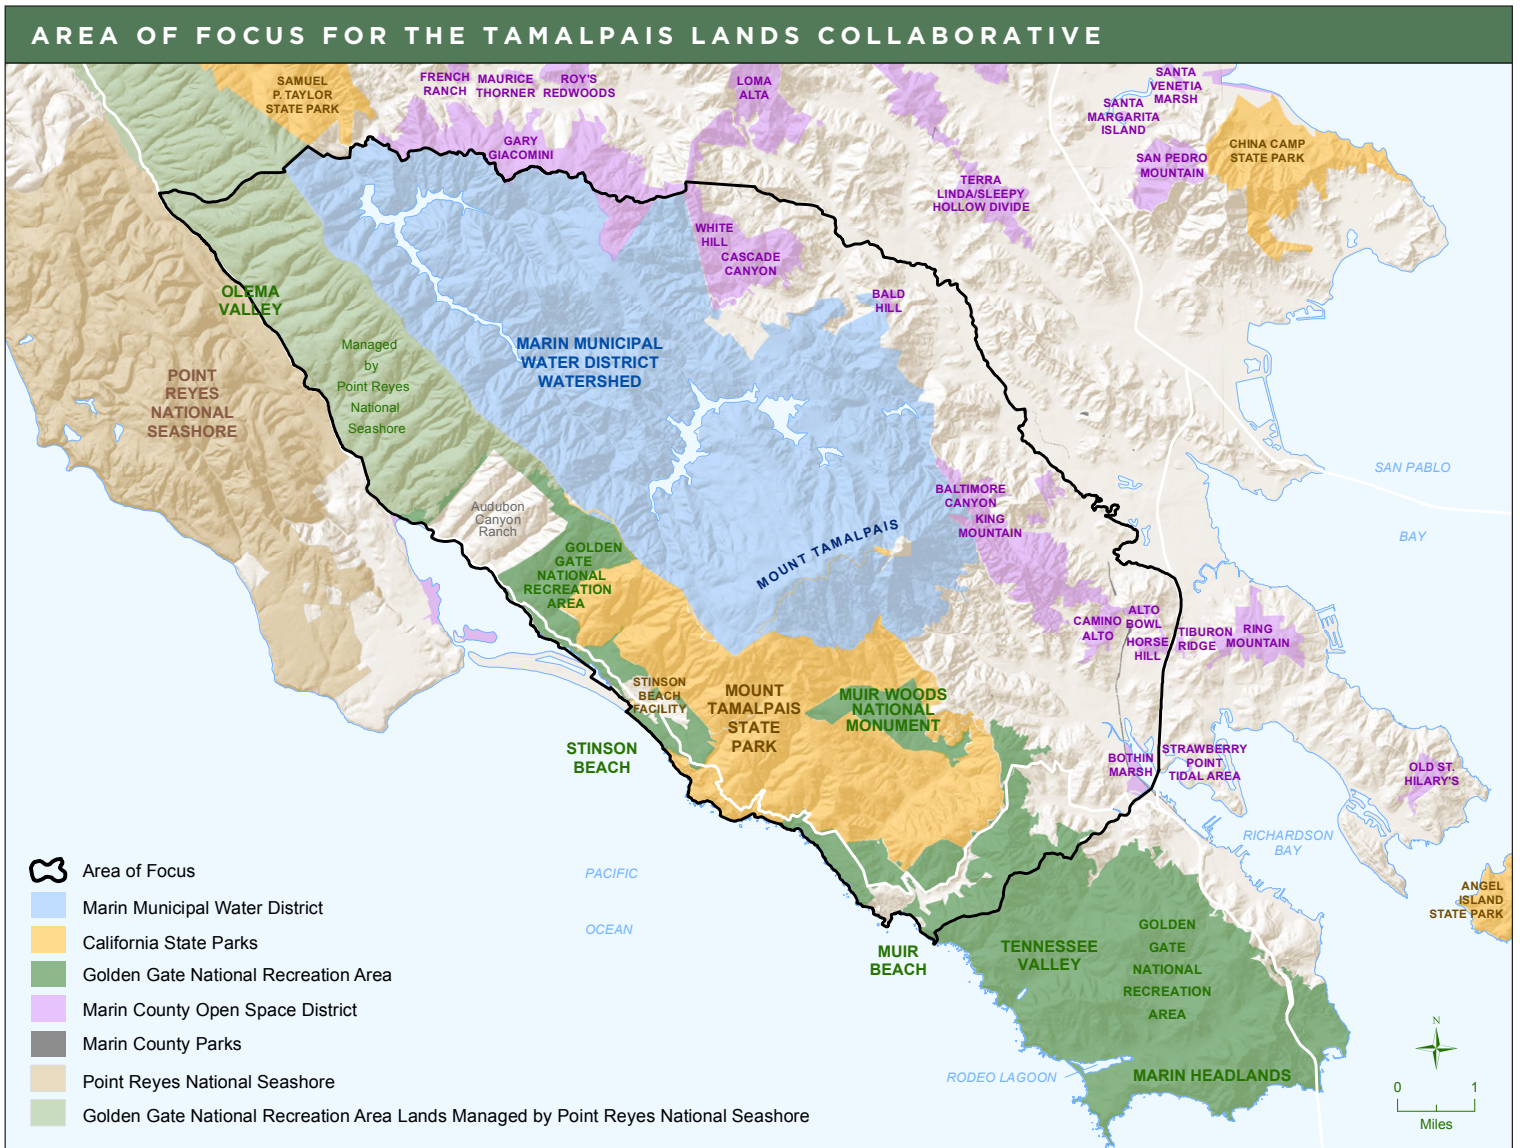 AREA OF FOCUS FOR THE TAMALPAIS LANDS COLLABORATIVE
SAMUEL
P. TAYLOR
STATE PARK
FRENCH
RANCH
MAURICE
THORNER
ROY'S
REDWOODS
LOMA
ALTA
SANTA
VENETIA
MARSH
SANTA
MARGARITA
ISLAND
CHINA CAMP
STATE PARK
SAN PEDRO
MOUNTAIN
GARY
GIACOMINI
TERRA
LINDA/SLEEPY
HOLLOW DIVIDE
WHITE
HILL
CASCADE
CANYON
BALD
HILL
OLEMA
VALLEY
Managed
by
Point Reyes
National
Seashore
MARIN MUNICIPAL
WATER DISTRICT
WATERSHED
POINT
REYES
NATIONAL
SEASHORE
SAN PABLO
BAY
Audubon
Canyon
Ranch
BALTIMORE
CANYON
KING
MOUNTAIN
MOUNT TAMALPAIS
GOLDEN
GATE
NATIONAL
RECREATION
AREA
CAMINO
ALTO
ALTO
BOWL
HORSE
HILL
TIBURON
RIDGE
RING
MOUNTAIN
STINSON
BEACH
FACILITY
MOUNT
TAMALPAIS
STATE
PARK
MUIR WOODS
NATIONAL
MONUMENT
STINSON
BEACH
BOTHIN
MARSH
STRAWBERRY
POINT
TIDAL AREA
OLD ST.
HILARY'S
RICHARDSON
BAY
ANGEL
ISLAND
STATE PARK
PACIFIC
OCEAN
MUIR
BEACH
TENNESSEE
VALLEY
GOLDEN
GATE
NATIONAL
RECREATION
AREA
RODEO LAGOON
MARIN HEADLANDS
Area of Focus
Marin Municipal Water District
California State Parks
Golden Gate National Recreation Area
Marin County Open Space District
Marin County Parks
Point Reyes National Seashore
Golden Gate National Recreation Area Lands Managed by Point Reyes National Seashore
N
0 1
Miles